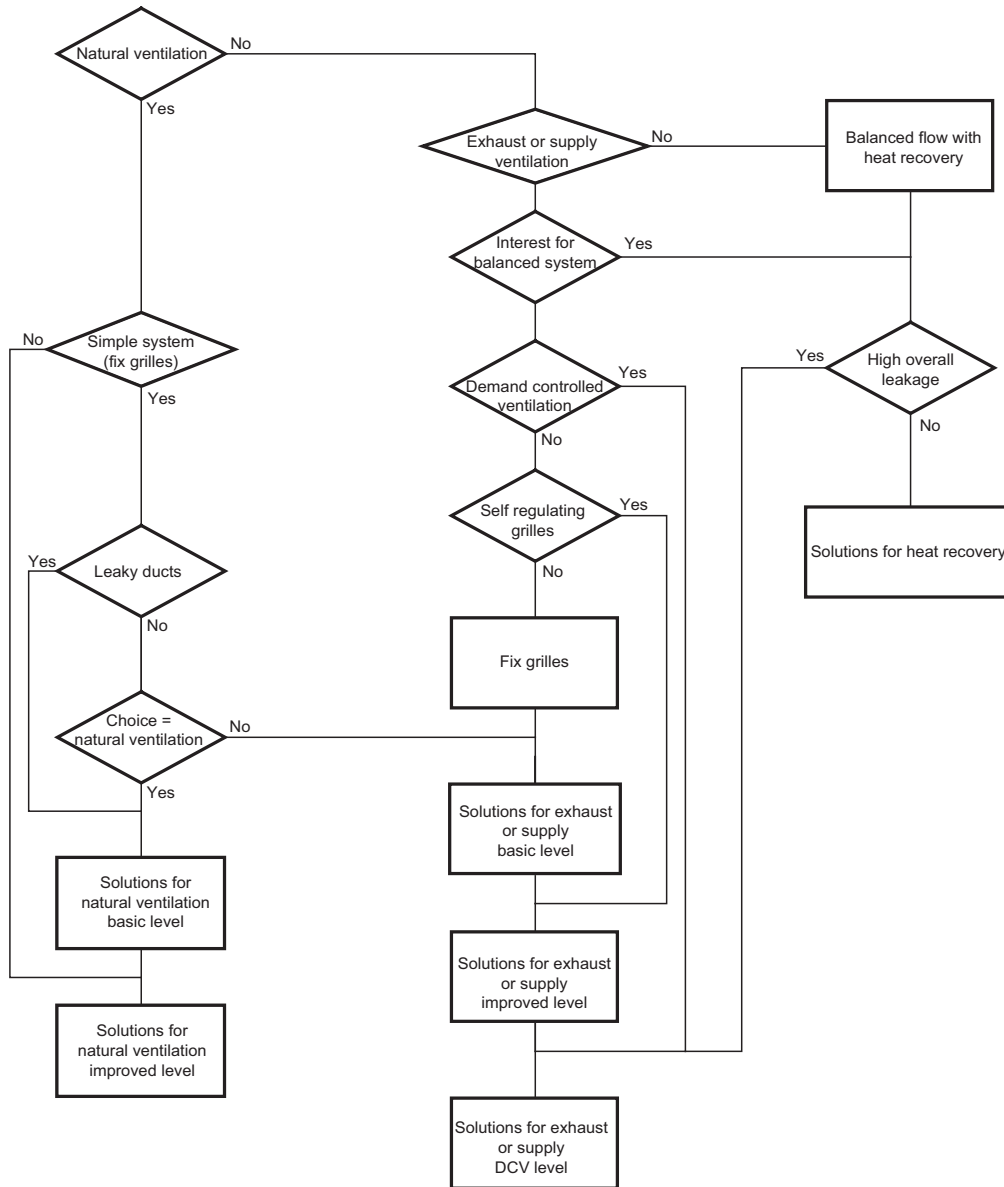 Natural ventilation
No
Yes
Exhaust or supply
ventilation
No
Balanced flow with
heat recovery
Interest for
balanced system
Yes
No
Simple system
(fix grilles)
Yes
Demand controlled
ventilation
Yes
No
Yes
High overall
leakage
No
Self regulating
grilles
Yes
No
Solutions for heat recovery
Yes
Leaky ducts
No
Fix grilles
Choice =
natural ventilation
No
Yes
Solutions for exhaust
or supply
basic level
Solutions for
natural ventilation
basic level
Solutions for exhaust
or supply
improved level
Solutions for
natural ventilation
improved level
Solutions for exhaust
or supply
DCV level